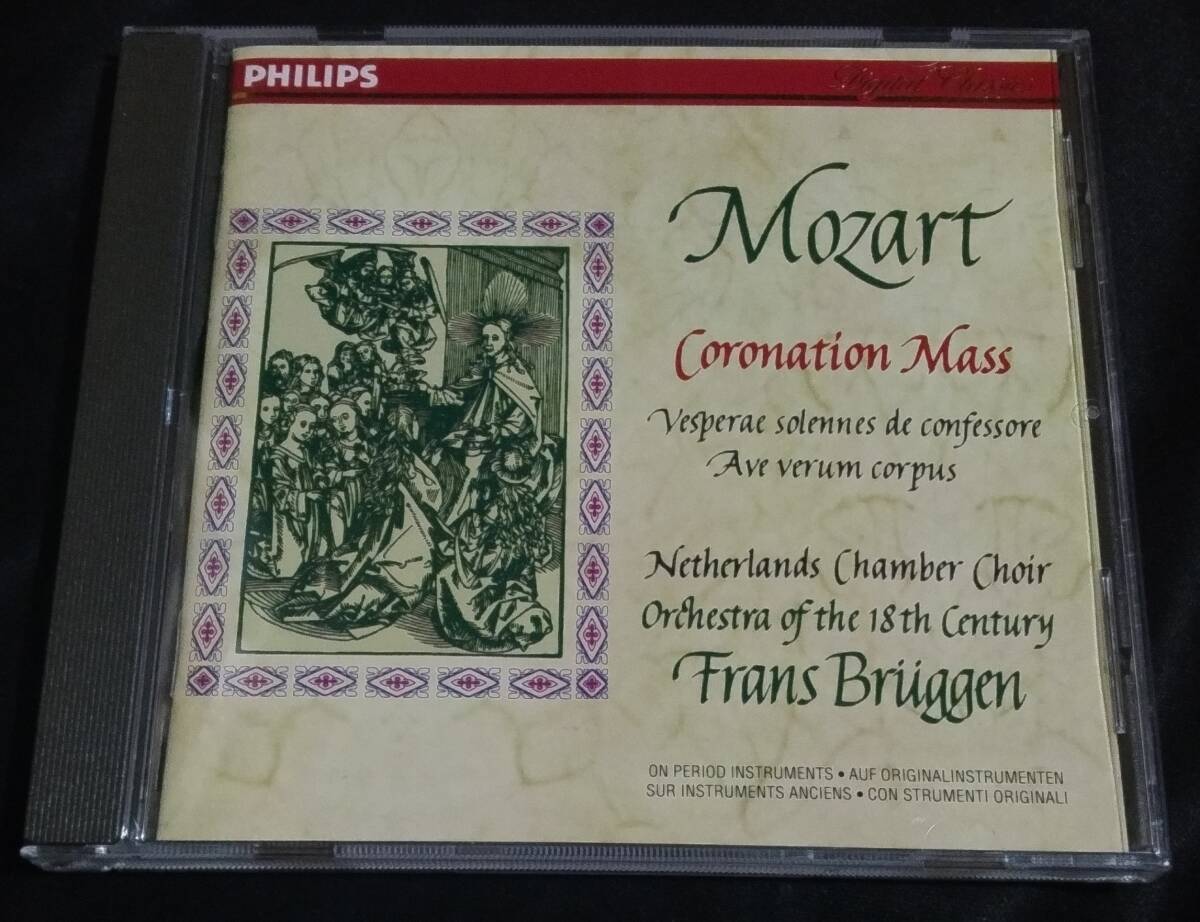 PHILIPS
Digital Classics
Mozart
Coronation Mass
Vesperae solennes de confessore
Ave verum corpus
Netherlands Chamber Choir
Orchestra of the 18th Century
Frans Brüggen
ON PERIOD INSTRUMENTS • AUF ORIGINALINSTRUMENTEN
SUR INSTRUMENTS ANCIENS • CON STRUMENTI ORIGINALI